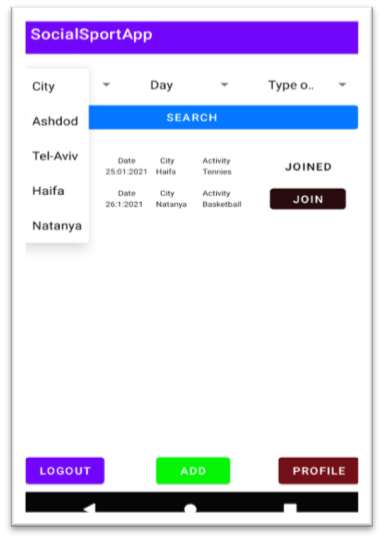 SocialSportApp
City Day Type o..
Ashdod
SEARCH
Tel-Aviv
Haifa
Natanya
Date City Activity
25:01:2021 Haifa Tennies
JOINED
Date City Activity
26:1:2021 Natanya Basketball
JOIN
LOGOUT ADD PROFILE